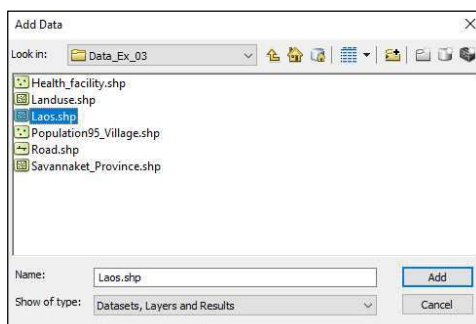 Add Data
Look in: Data_Ex_03
Health_facility.shp
Landuse.shp
Laos.shp
Population95_Village.shp
Road.shp
Savannaket_Province.shp
Name: Laos.shp Add
Show of type: Datasets, Layers and Results Cancel